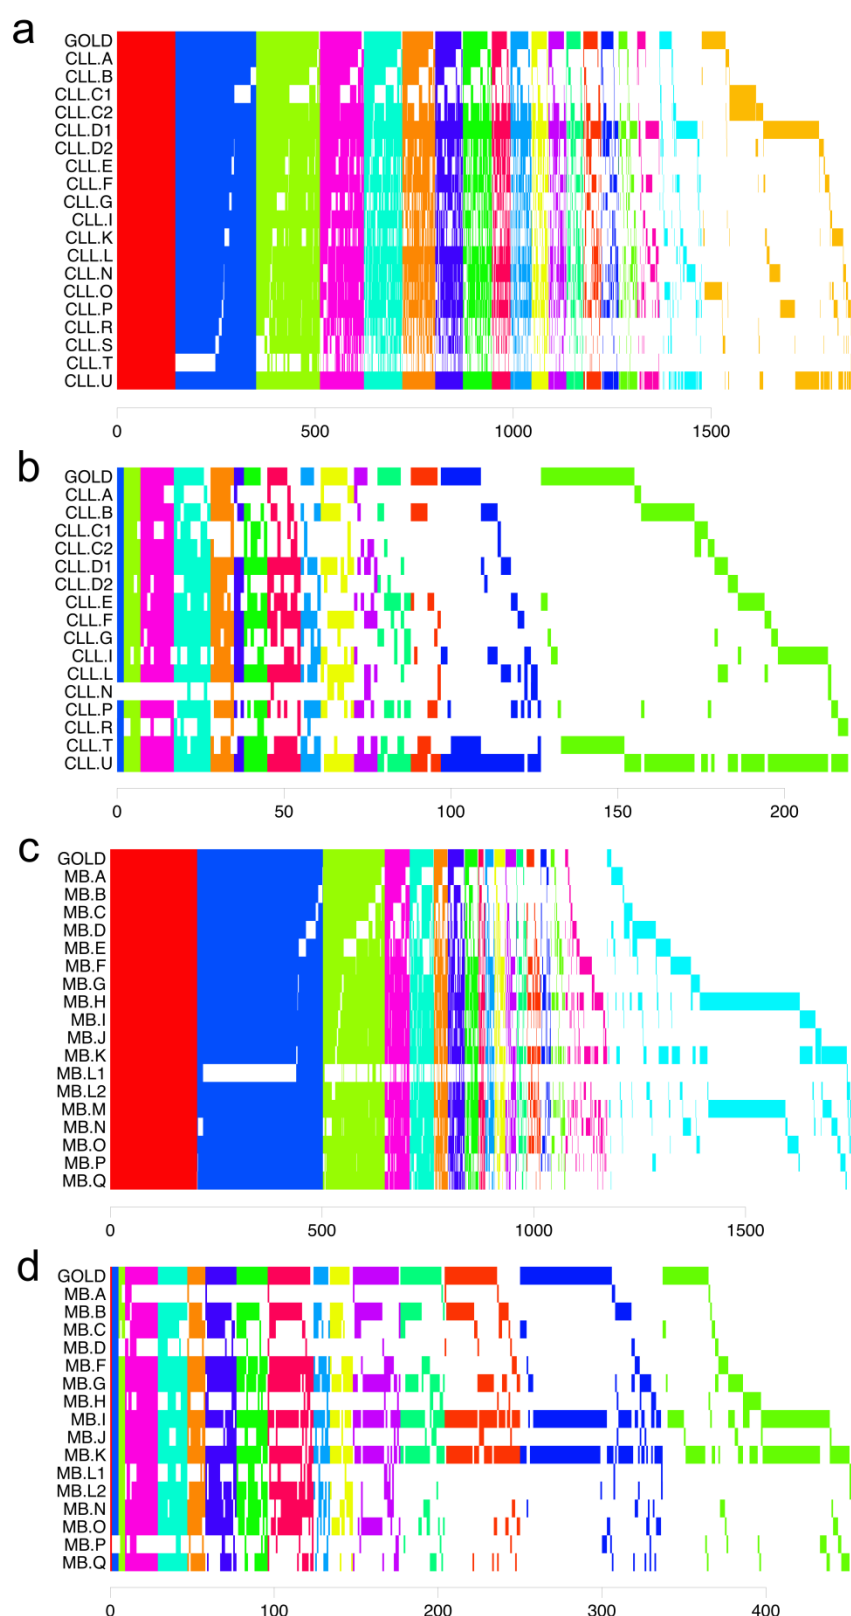 a
GOLD
CLL.A
CLL.B
CLL.C1
CLL.C2
CLL.D1
CLL.D2
CLL.E
CLL.F
CLL.G
CLL.I
CLL.K
CLL.L
CLL.N
CLL.O
CLL.P
CLL.R
CLL.S
CLL.T
CLL.U
0 500 1000 1500
b
GOLD
CLL.A
CLL.B
CLL.C1
CLL.C2
CLL.D1
CLL.D2
CLL.E
CLL.F
CLL.G
CLL.I
CLL.L
CLL.N
CLL.P
CLL.R
CLL.T
CLL.U
0 50 100 150 200
c
GOLD
MB.A
MB.B
MB.C
MB.D
MB.E
MB.F
MB.G
MB.H
MB.I
MB.J
MB.K
MB.L1
MB.L2
MB.M
MB.N
MB.O
MB.P
MB.Q
0 500 1000 1500
d
GOLD
MB.A
MB.B
MB.C
MB.D
MB.F
MB.G
MB.H
MB.I
MB.J
MB.K
MB.L1
MB.L2
MB.N
MB.O
MB.P
MB.Q
0 100 200 300 400